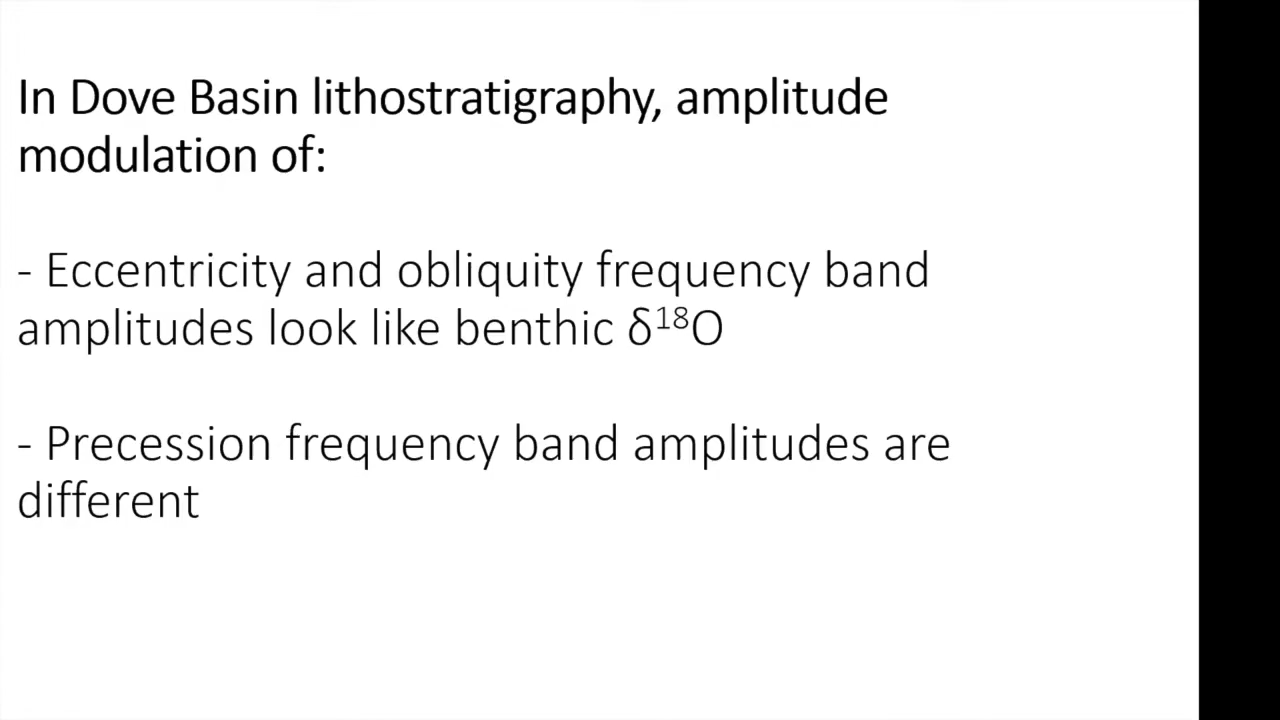 In Dove Basin lithostratigraphy, amplitude
modulation of:
- Eccentricity and obliquity frequency band
amplitudes look like benthic δ¹⁸O
- Precession frequency band amplitudes are
different